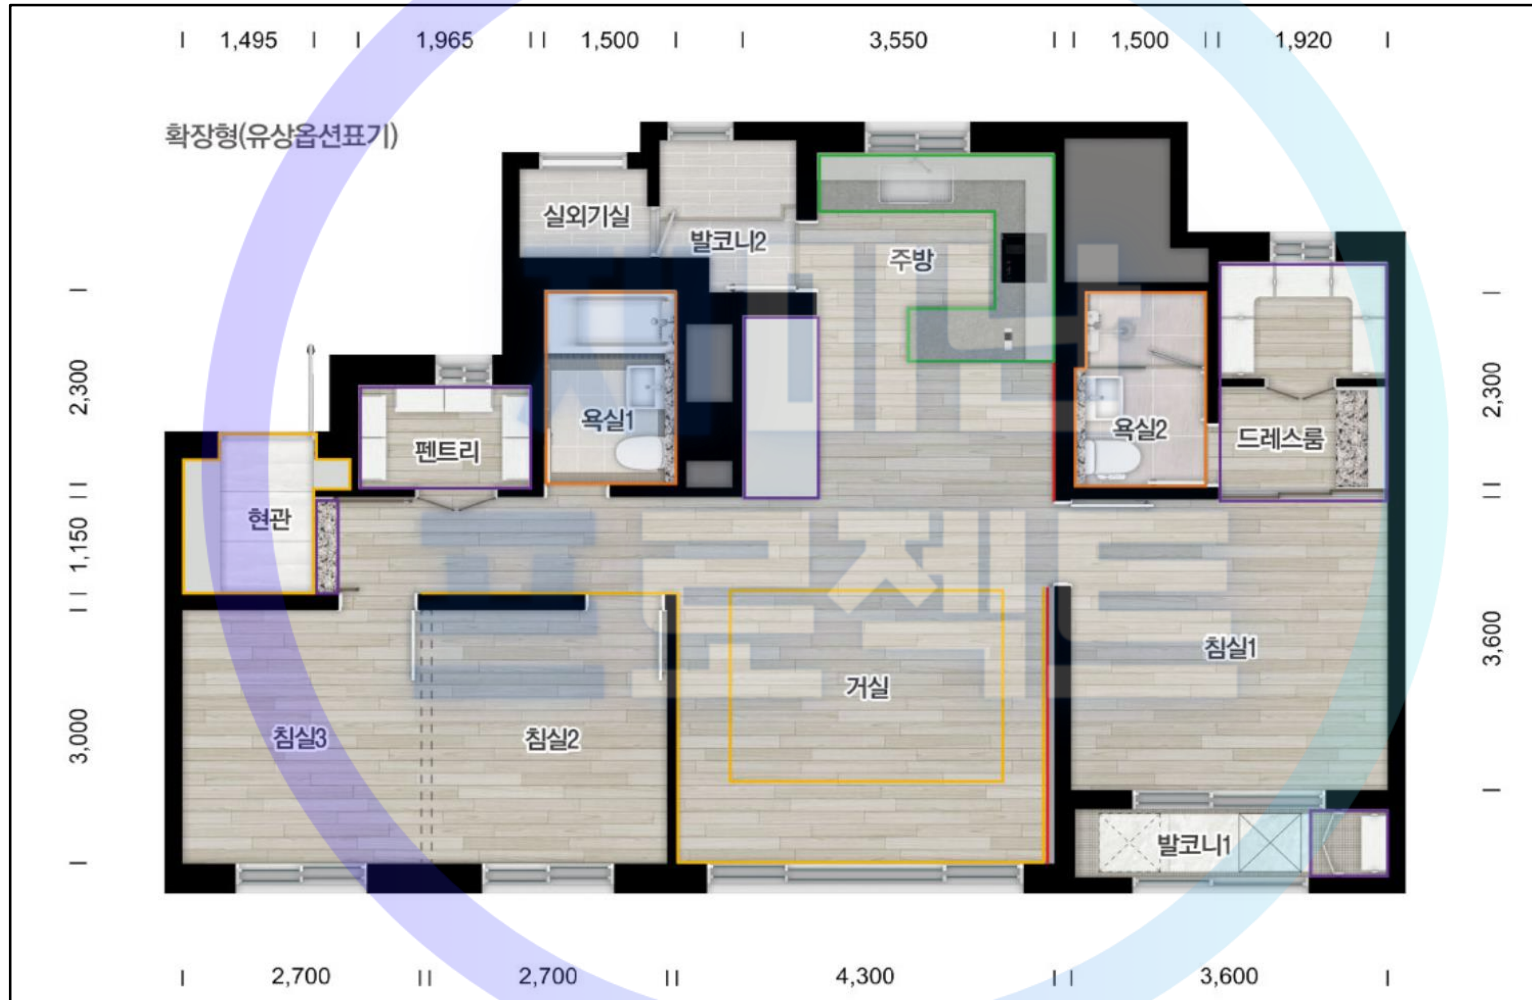 1,495 1,965 1,500 3,550 1,500 1,920
확장형(유상옵션표기)
실외기실
발코니2
주방
2,300
2,300
욕실1
욕실2
드레스룸
펜트리
현관
1,150
프로젝트
침실1
3,600
거실
3,000
침실3
침실2
발코니1
2,700 2,700 4,300 3,600